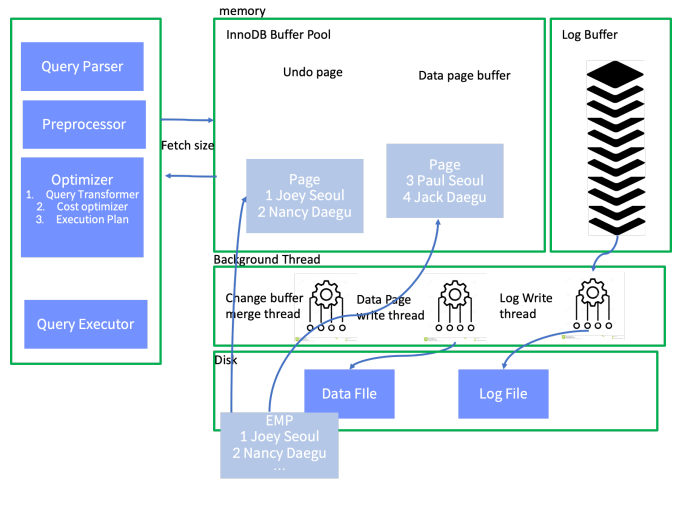 memory
InnoDB Buffer Pool
Log Buffer
Query Parser
Undo page
Data page buffer
Preprocessor
Fetch size
Optimizer
1. Query Transformer
2. Cost optimizer
3. Execution Plan
Page
1 Joey Seoul
2 Nancy Daegu
Page
3 Paul Seoul
4 Jack Daegu
Query Executor
Background Thread
Change buffer
merge thread
Data Page
write thread
Log Write
thread
Disk
Data FIle
Log File
EMP
1 Joey Seoul
2 Nancy Daegu
...